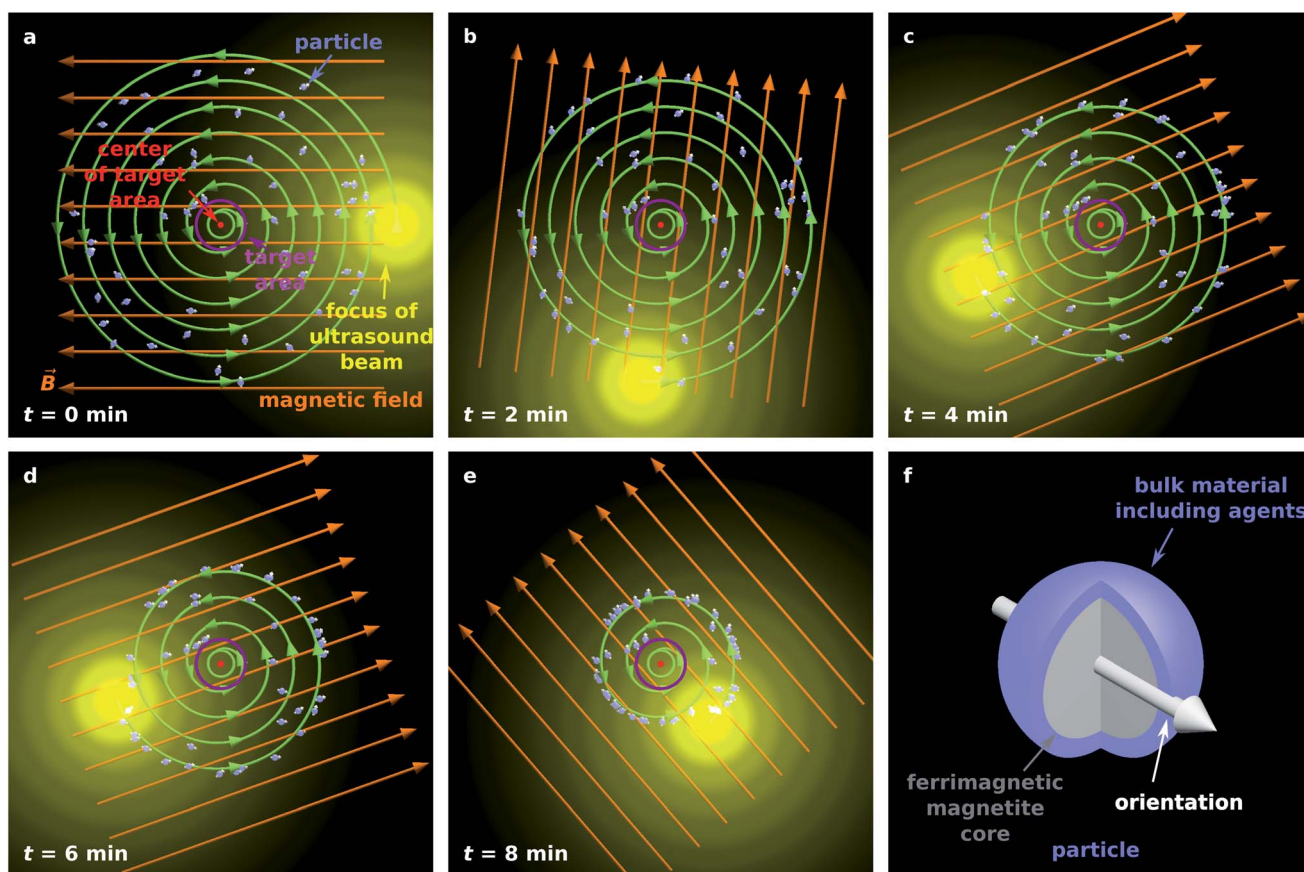 a
particle
center
of target
area
target
area
focus of
ultrasound
beam
B
magnetic field
t = 0 min
b
t = 2 min
c
t = 4 min
d
t = 6 min
e
t = 8 min
f
bulk material
including agents
ferrimagnetic
magnetite
core
orientation
particle